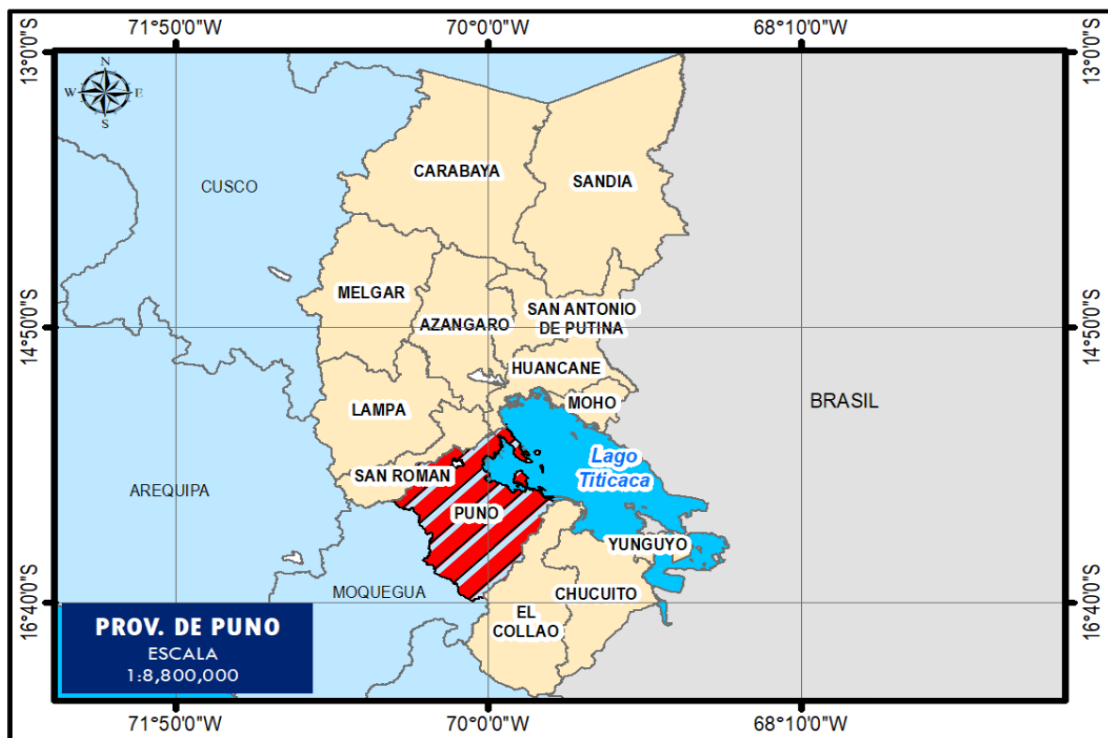 71°50'0"W 70°0'0"W 68°10'0"W
13°0'0"S 13°0'0"S
N
W E
S
CARABAYA
SANDIA
CUSCO
MELGAR
SAN ANTONIO
DE PUTINA
AZANGARO
14°50'0"S 14°50'0"S
HUANCANE
MOHO
BRASIL
LAMPA
Lago
Titicaca
SAN ROMAN
AREQUIPA
PUNO
YUNGUYO
MOQUEGUA
CHUCUITO
EL
COLLAO
16°40'0"S 16°40'0"S
PROV. DE PUNO
ESCALA
1:8,800,000
71°50'0"W 70°0'0"W 68°10'0"W